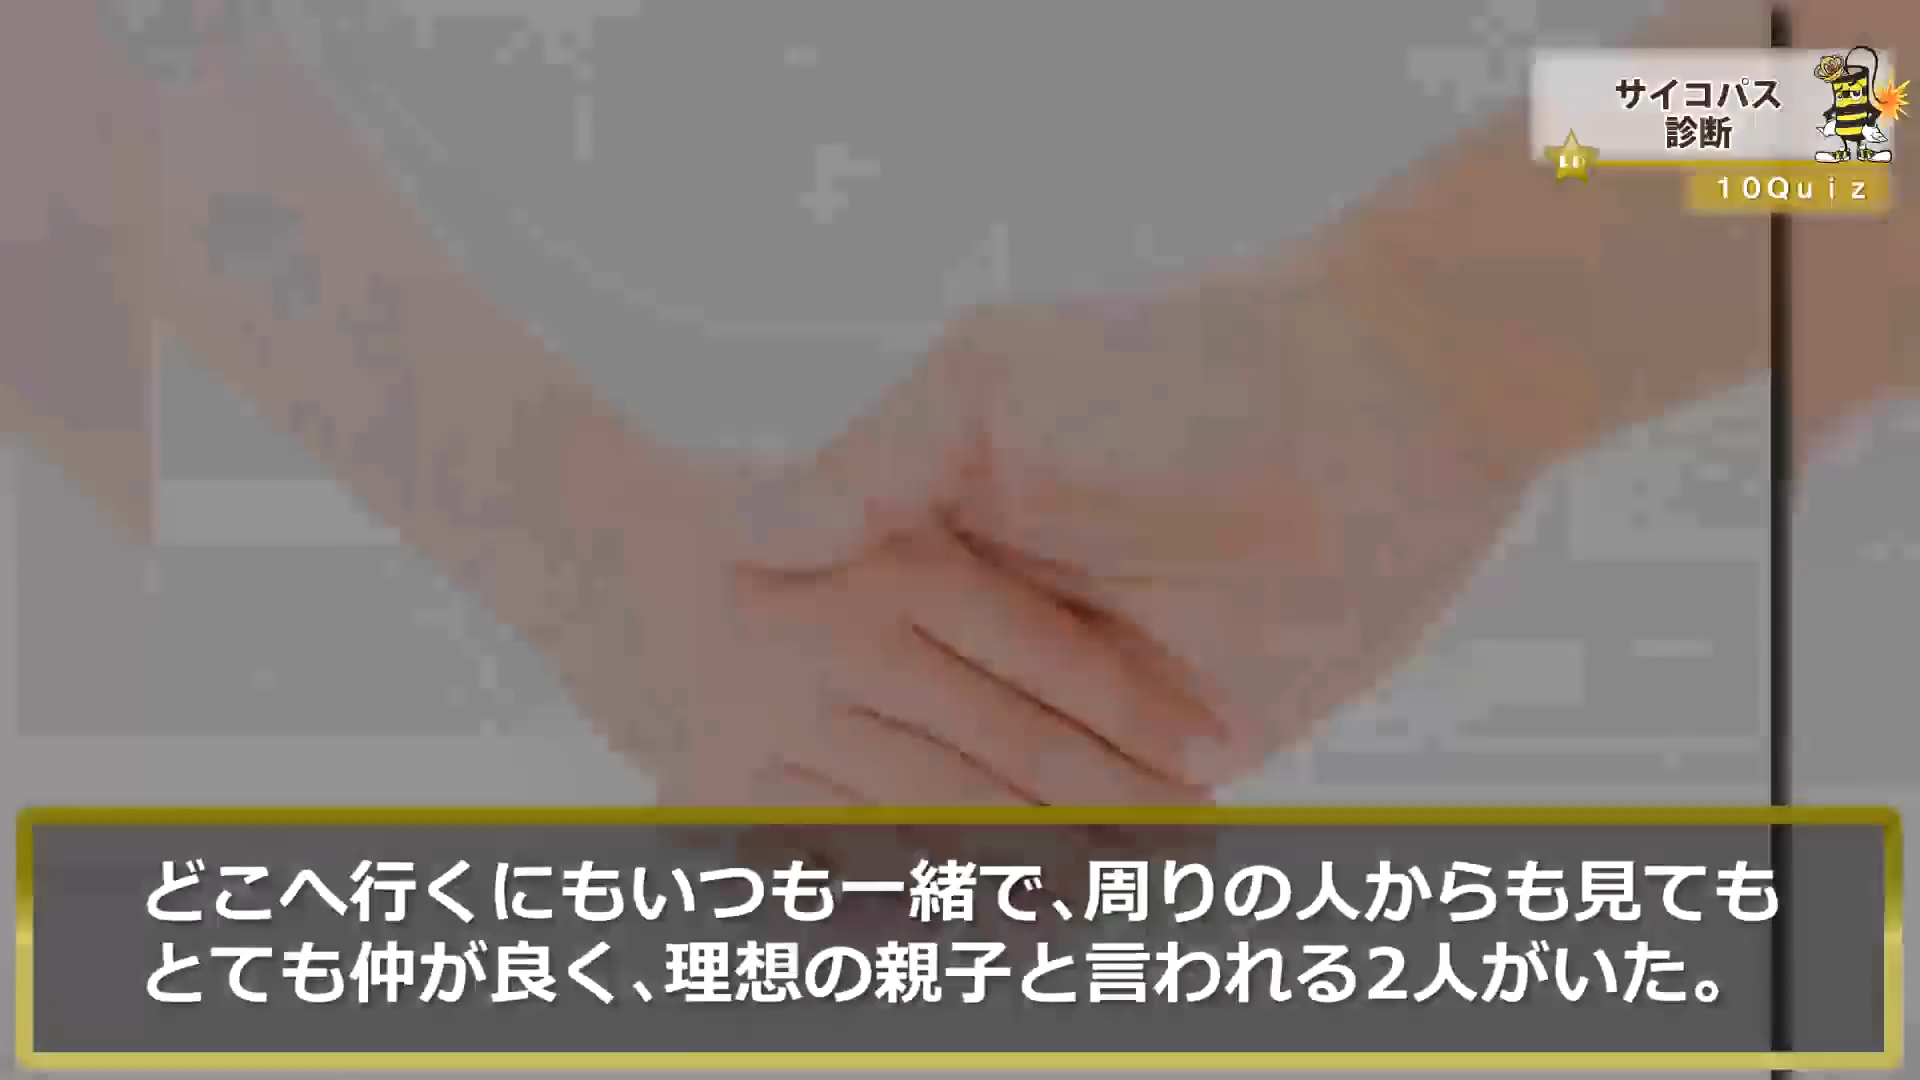 サイコパス
診断
10Quiz
どこへ行くにもいつも一緒で、周りの人からも見ても
とても仲が良く、理想の親子と言われる2人がいた。